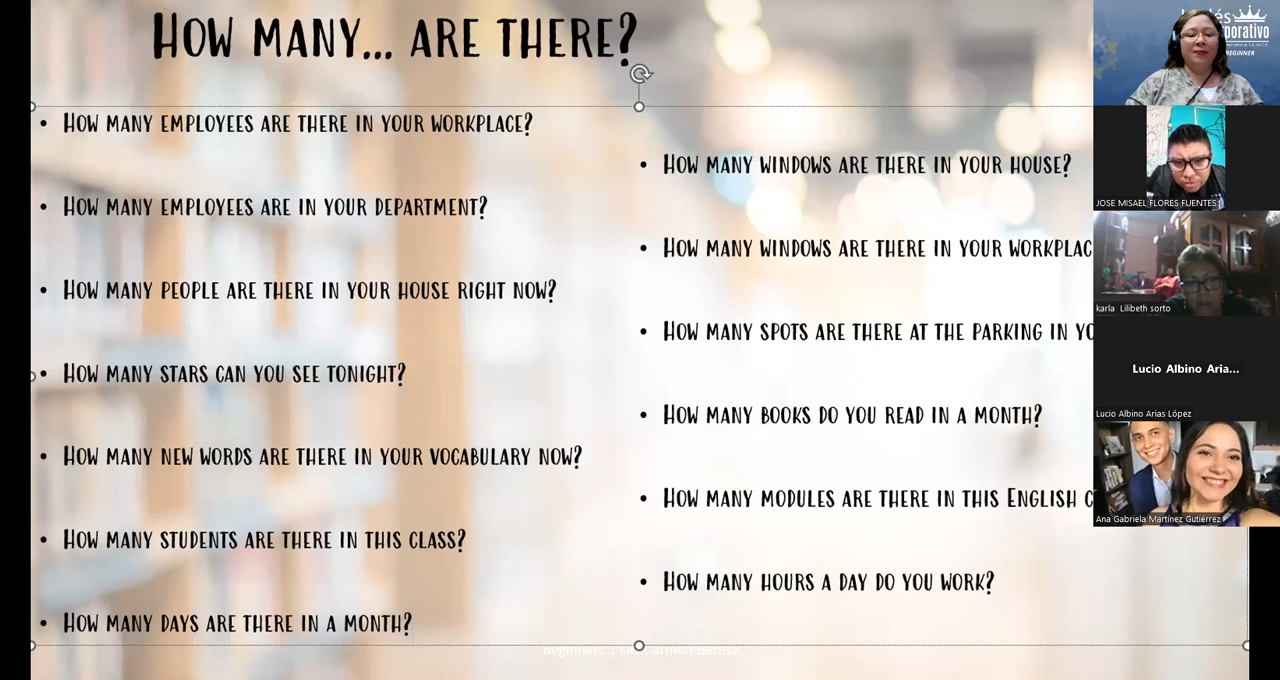 How many... are there?
• How many employees are there in your workplace?
• How many employees are in your department?
• How many people are there in your house right now?
• How many stars can you see tonight?
• How many new words are there in your vocabulary now?
• How many students are there in this class?
• How many days are there in a month?
• How many windows are there in your house?
• How many windows are there in your workplac
• How many spots are there at the parking in yo
• How many books do you read in a month?
• How many modules are there in this English c
• How many hours a day do you work?
JOSE MISAEL FLORES FUENTES
karla Lilibeth sorto
Lucio Albino Aria...
Lucio Albino Arias López
Ana Gabriela Martínez Gutiérrez